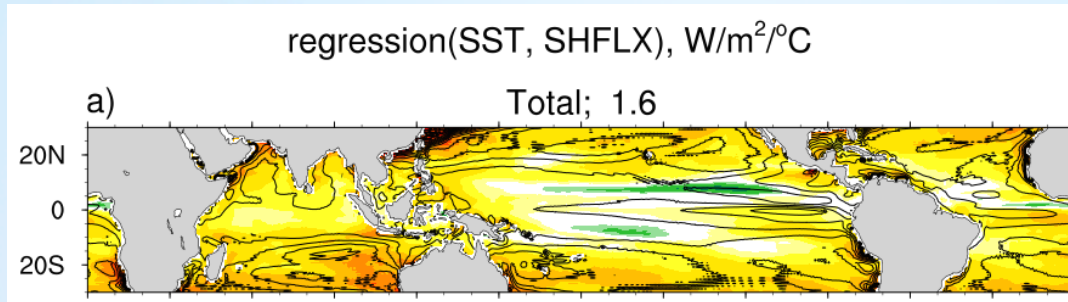 regression(SST, SHFLX), W/m²/°C
a)
Total; 1.6
20N
0
20S